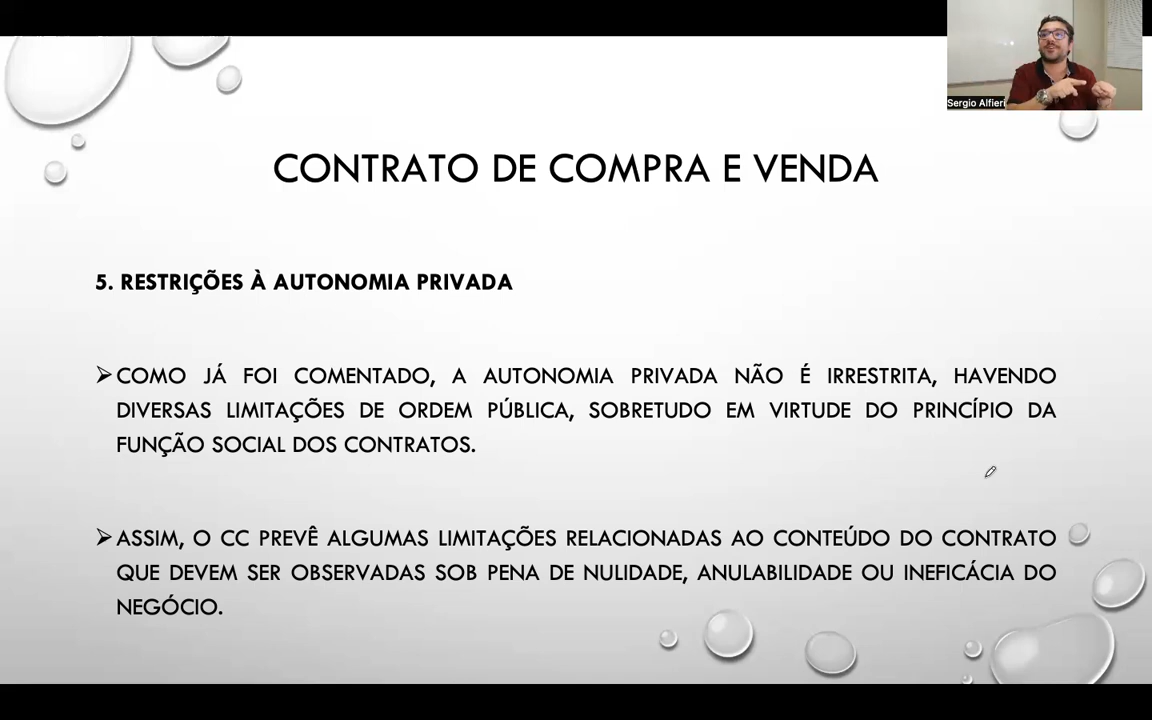 Sergio Alfieri
CONTRATO DE COMPRA E VENDA
5. RESTRIÇÕES À AUTONOMIA PRIVADA
COMO JÁ FOI COMENTADO, A AUTONOMIA PRIVADA NÃO É IRRESTRITA, HAVENDO
DIVERSAS LIMITAÇÕES DE ORDEM PÚBLICA, SOBRETUDO EM VIRTUDE DO PRINCÍPIO DA
FUNÇÃO SOCIAL DOS CONTRATOS.
ASSIM, O CC PREVÊ ALGUMAS LIMITAÇÕES RELACIONADAS AO CONTEÚDO DO CONTRATO
QUE DEVEM SER OBSERVADAS SOB PENA DE NULIDADE, ANULABILIDADE OU INEFICÁCIA DO
NEGÓCIO.